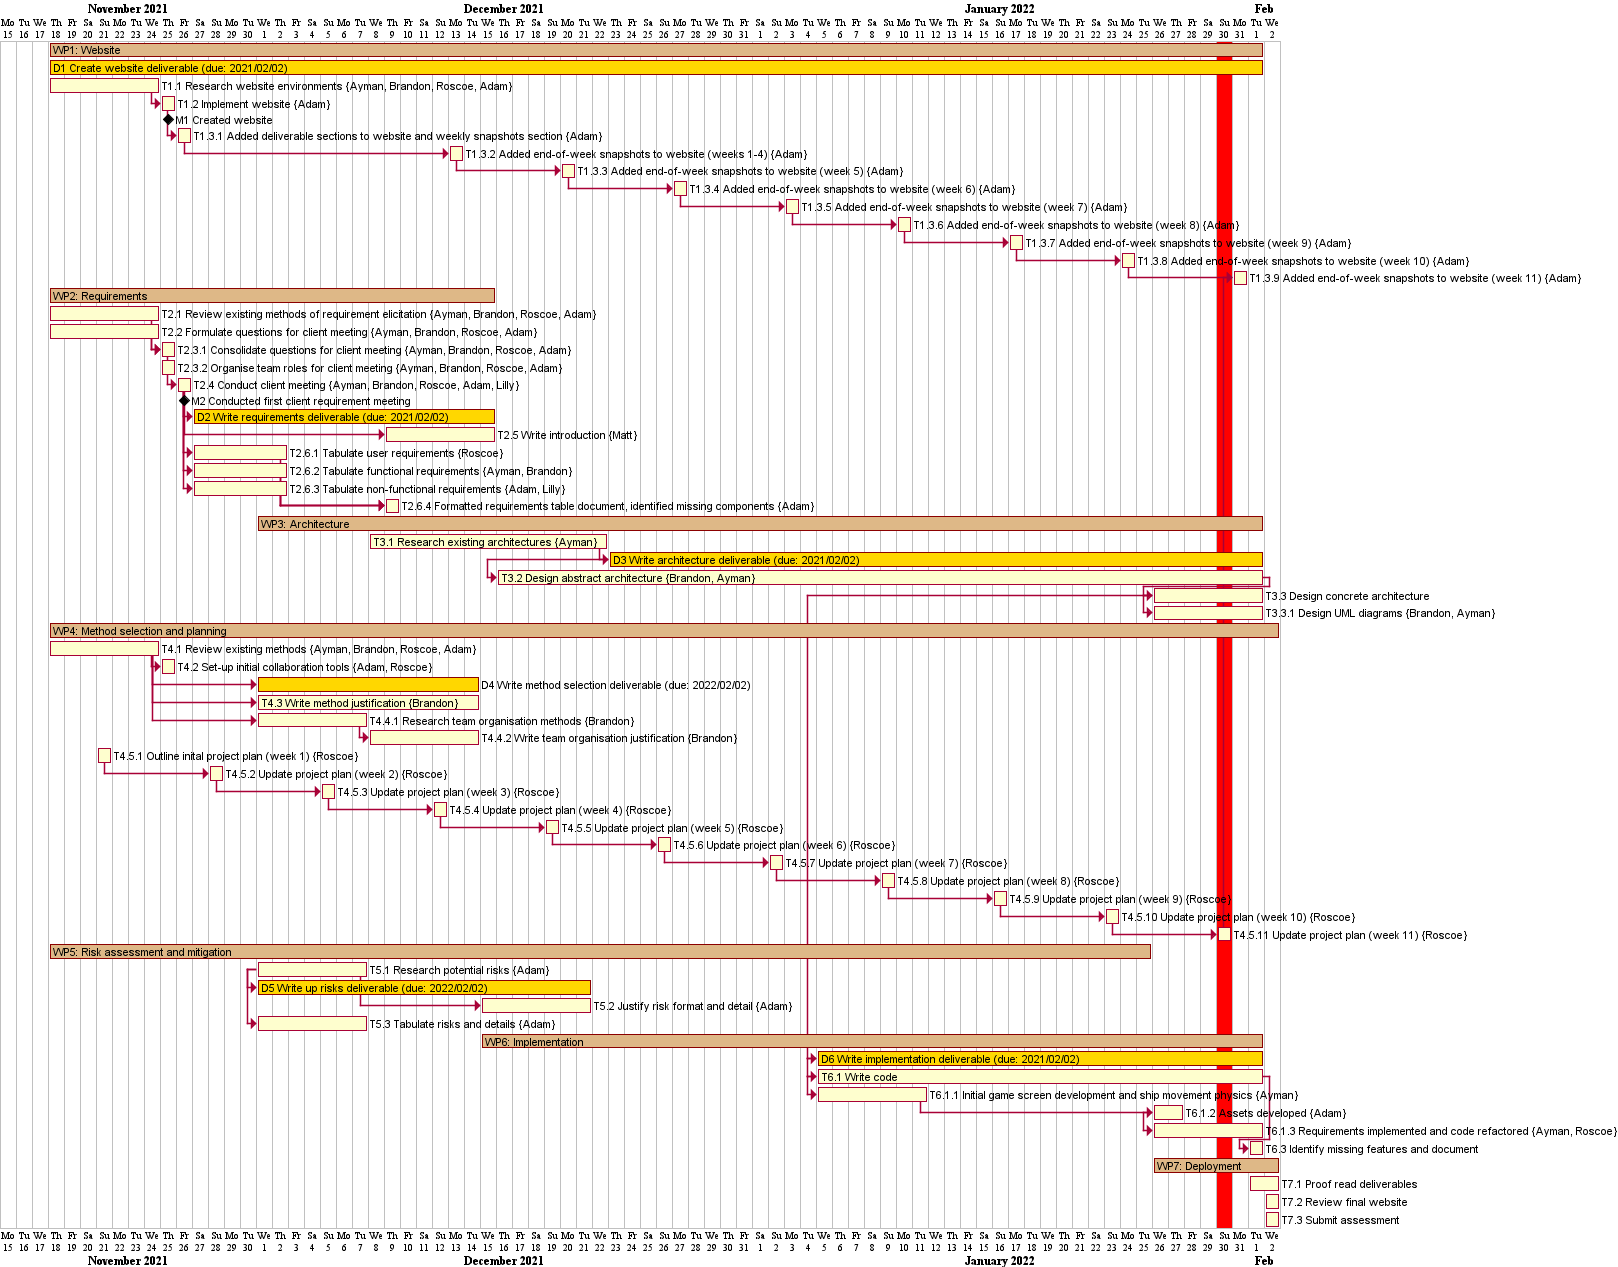 November 2021 December 2021 January 2022 Feb
Mo Tu We Th Fr Sa Su Mo Tu We Th Fr Sa Su Mo Tu We Th Fr Sa Su Mo Tu We Th Fr Sa Su Mo Tu We Th Fr Sa Su Mo Tu We Th Fr Sa Su Mo Tu We Th Fr Sa Su Mo Tu We Th Fr Sa Su Mo Tu We Th Fr Sa Su Mo Tu We Th Fr Sa Su Mo Tu We Th Fr Sa Su Mo Tu We
15 16 17 18 19 20 21 22 23 24 25 26 27 28 29 30 1 2 3 4 5 6 7 8 9 10 11 12 13 14 15 16 17 18 19 20 21 22 23 24 25 26 27 28 29 30 31 1 2 3 4 5 6 7 8 9 10 11 12 13 14 15 16 17 18 19 20 21 22 23 24 25 26 27 28 29 30 31 1 2
WP1: Website
D1 Create website deliverable (due: 2021/02/02)
T1.1 Research website environments {Ayman, Brandon, Roscoe, Adam}
T1.2 Implement website {Adam}
M1 Created website
T1.3.1 Added deliverable sections to website and weekly snapshots section {Adam}
T1.3.2 Added end-of-week snapshots to website (weeks 1-4) {Adam}
T1.3.3 Added end-of-week snapshots to website (week 5) {Adam}
T1.3.4 Added end-of-week snapshots to website (week 6) {Adam}
T1.3.5 Added end-of-week snapshots to website (week 7) {Adam}
T1.3.6 Added end-of-week snapshots to website (week 8) {Adam}
T1.3.7 Added end-of-week snapshots to website (week 9) {Adam}
T1.3.8 Added end-of-week snapshots to website (week 10) {Adam}
T1.3.9 Added end-of-week snapshots to website (week 11) {Adam}
WP2: Requirements
T2.1 Review existing methods of requirement elicitation {Ayman, Brandon, Roscoe, Adam}
T2.2 Formulate questions for client meeting {Ayman, Brandon, Roscoe, Adam}
T2.3.1 Consolidate questions for client meeting {Ayman, Brandon, Roscoe, Adam}
T2.3.2 Organise team roles for client meeting {Ayman, Brandon, Roscoe, Adam}
T2.4 Conduct client meeting {Ayman, Brandon, Roscoe, Adam, Lilly}
M2 Conducted first client requirement meeting
D2 Write requirements deliverable (due: 2021/02/02)
T2.5 Write introduction {Matt}
T2.6.1 Tabulate user requirements {Roscoe}
T2.6.2 Tabulate functional requirements {Ayman, Brandon}
T2.6.3 Tabulate non-functional requirements {Adam, Lilly}
T2.6.4 Formatted requirements table document, identified missing components {Adam}
WP3: Architecture
T3.1 Research existing architectures {Ayman}
D3 Write architecture deliverable (due: 2021/02/02)
T3.2 Design abstract architecture {Brandon, Ayman}
T3.3 Design concrete architecture
T3.3.1 Design UML diagrams {Brandon, Ayman}
WP4: Method selection and planning
T4.1 Review existing methods {Ayman, Brandon, Roscoe, Adam}
T4.2 Set-up initial collaboration tools {Adam, Roscoe}
D4 Write method selection deliverable (due: 2022/02/02)
T4.3 Write method justification {Brandon}
T4.4.1 Research team organisation methods {Brandon}
T4.4.2 Write team organisation justification {Brandon}
T4.5.1 Outline inital project plan (week 1) {Roscoe}
T4.5.2 Update project plan (week 2) {Roscoe}
T4.5.3 Update project plan (week 3) {Roscoe}
T4.5.4 Update project plan (week 4) {Roscoe}
T4.5.5 Update project plan (week 5) {Roscoe}
T4.5.6 Update project plan (week 6) {Roscoe}
T4.5.7 Update project plan (week 7) {Roscoe}
T4.5.8 Update project plan (week 8) {Roscoe}
T4.5.9 Update project plan (week 9) {Roscoe}
T4.5.10 Update project plan (week 10) {Roscoe}
T4.5.11 Update project plan (week 11) {Roscoe}
WP5: Risk assessment and mitigation
T5.1 Research potential risks {Adam}
D5 Write up risks deliverable (due: 2022/02/02)
T5.2 Justify risk format and detail {Adam}
T5.3 Tabulate risks and details {Adam}
WP6: Implementation
D6 Write implementation deliverable (due: 2021/02/02)
T6.1 Write code
T6.1.1 Initial game screen development and ship movement physics {Ayman}
T6.1.2 Assets developed {Adam}
T6.1.3 Requirements implemented and code refactored {Ayman, Roscoe}
T6.3 Identify missing features and document
WP7: Deployment
T7.1 Proof read deliverables
T7.2 Review final website
T7.3 Submit assessment
Mo Tu We Th Fr Sa Su Mo Tu We Th Fr Sa Su Mo Tu We Th Fr Sa Su Mo Tu We Th Fr Sa Su Mo Tu We Th Fr Sa Su Mo Tu We Th Fr Sa Su Mo Tu We Th Fr Sa Su Mo Tu We Th Fr Sa Su Mo Tu We Th Fr Sa Su Mo Tu We Th Fr Sa Su Mo Tu We Th Fr Sa Su Mo Tu We
15 16 17 18 19 20 21 22 23 24 25 26 27 28 29 30 1 2 3 4 5 6 7 8 9 10 11 12 13 14 15 16 17 18 19 20 21 22 23 24 25 26 27 28 29 30 31 1 2 3 4 5 6 7 8 9 10 11 12 13 14 15 16 17 18 19 20 21 22 23 24 25 26 27 28 29 30 31 1 2
November 2021 December 2021 January 2022 Feb